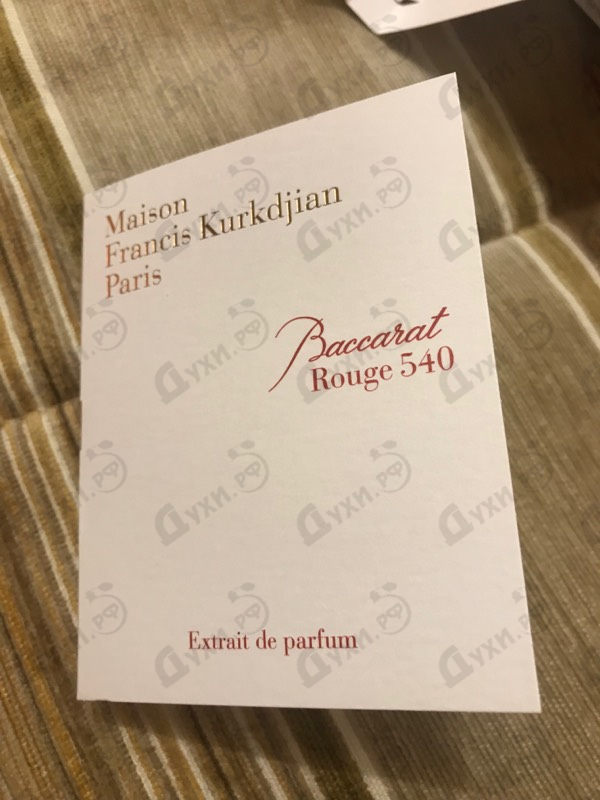 Maison
Francis Kurkdjian
Paris
Baccarat
Rouge 540
Extrait de parfum
Духи.рф